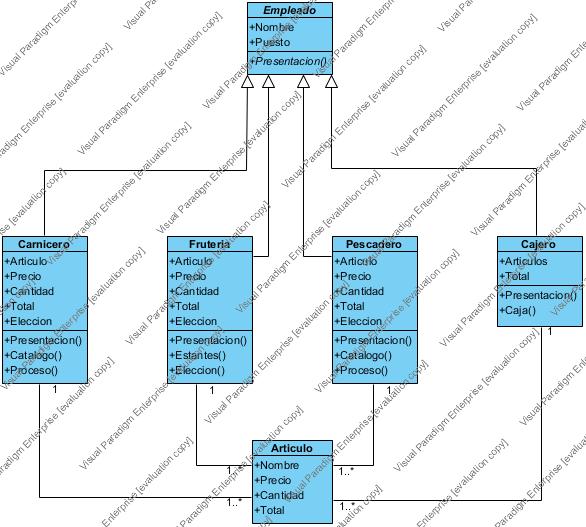 Empleado
+Nombre
+Puesto
+Presentacion()
Carnicero
+Articulo
+Precio
+Cantidad
+Total
+Eleccion
+Presentacion()
+Catalogo()
+Proceso()
1
Fruteria
+Articulo
+Precio
+Cantidad
+Total
+Eleccion
+Presentacion()
+Estantes()
+Eleccion()
1
Pescadero
+Articulo
+Precio
+Cantidad
+Total
+Eleccion
+Presentacion()
+Catalogo()
+Proceso()
1
Cajero
+Articulos
+Total
+Presentacion()
+Caja()
1
Articulo
+Nombre
+Precio
+Cantidad
+Total
1..*
1..*
1..*
1..*
Visual Paradigm Enterprise [evaluation copy]